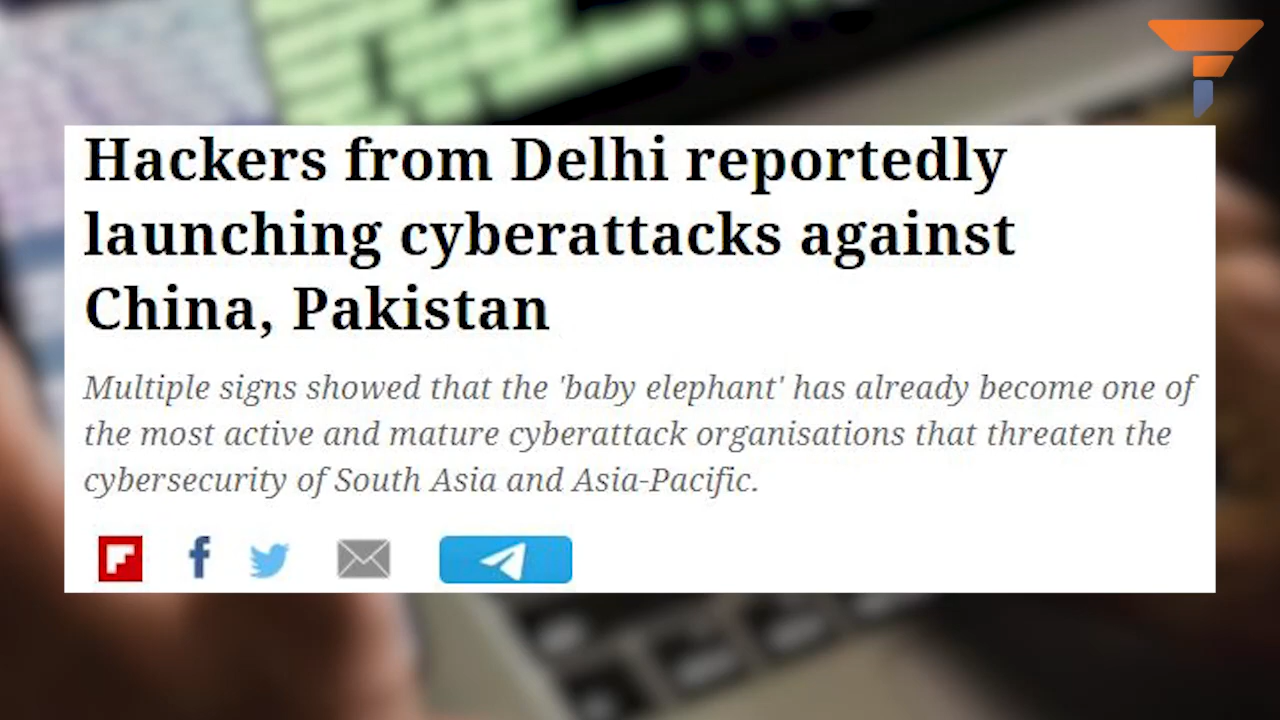 Hackers from Delhi reportedly
launching cyberattacks against
China, Pakistan
Multiple signs showed that the 'baby elephant' has already become one of
the most active and mature cyberattack organisations that threaten the
cybersecurity of South Asia and Asia-Pacific.